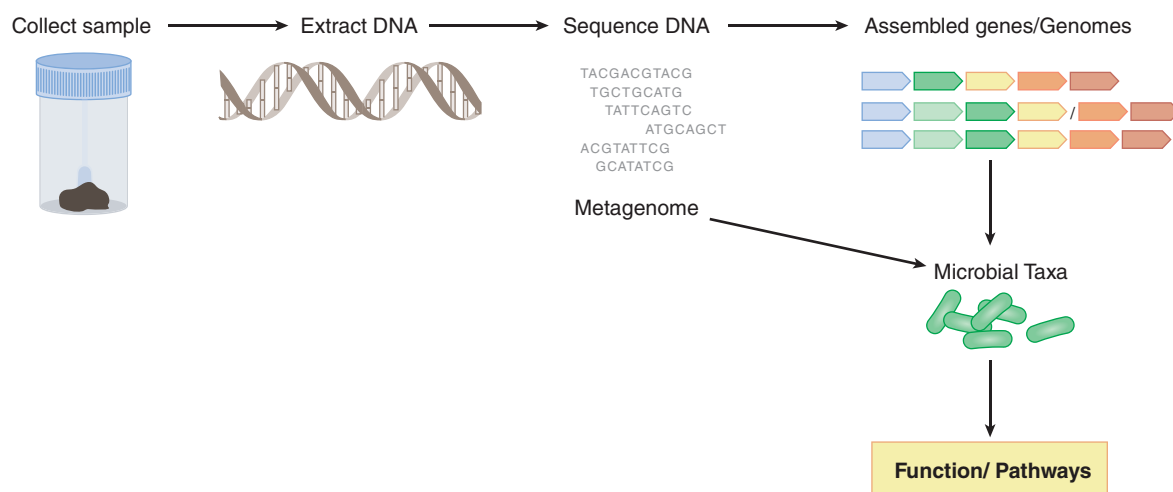 Collect sample
Extract DNA
Sequence DNA
Assembled genes/Genomes
TACGACGTACG
TGCTGCATG
TATTCAGTC
ATGCAGCT
ACGTATTCG
GCATATCG
/
Metagenome
Microbial Taxa
Function/ Pathways